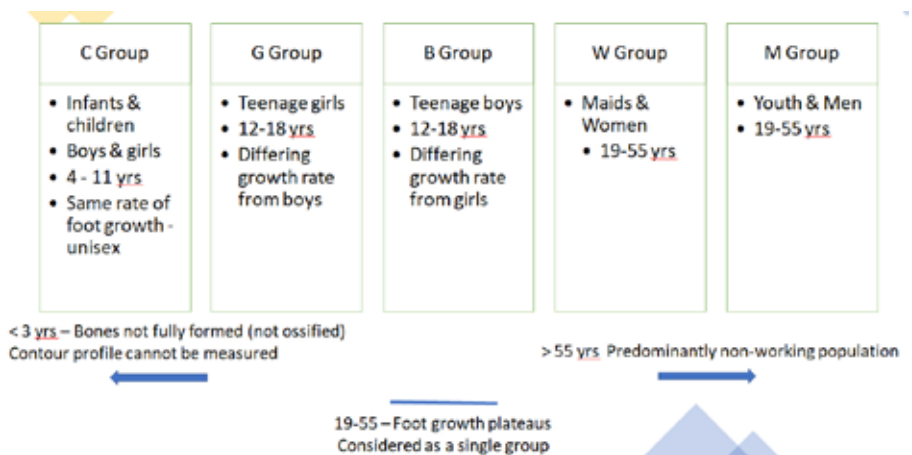 C Group
• Infants &
children
• Boys & girls
• 4 - 11 yrs
• Same rate of
foot growth -
unisex
G Group
• Teenage girls
• 12-18 yrs
• Differing
growth rate
from boys
B Group
• Teenage boys
• 12-18 yrs
• Differing
growth rate
from girls
W Group
• Maids &
Women
• 19-55 yrs
M Group
• Youth & Men
• 19-55 yrs
< 3 yrs – Bones not fully formed (not ossified)
Contour profile cannot be measured
> 55 yrs Predominantly non-working population
19-55 – Foot growth plateaus
Considered as a single group